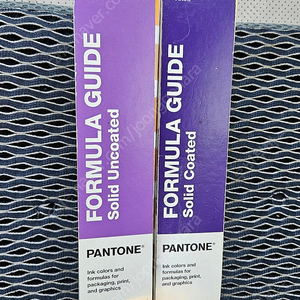 FORMULA GUIDE
Solid Uncoated
PANTONE®
Ink colors and
formulas for
packaging, print,
and graphics
FORMULA GUIDE
Solid Coated
PANTONE®
Ink colors and
formulas for
packaging, print,
and graphics